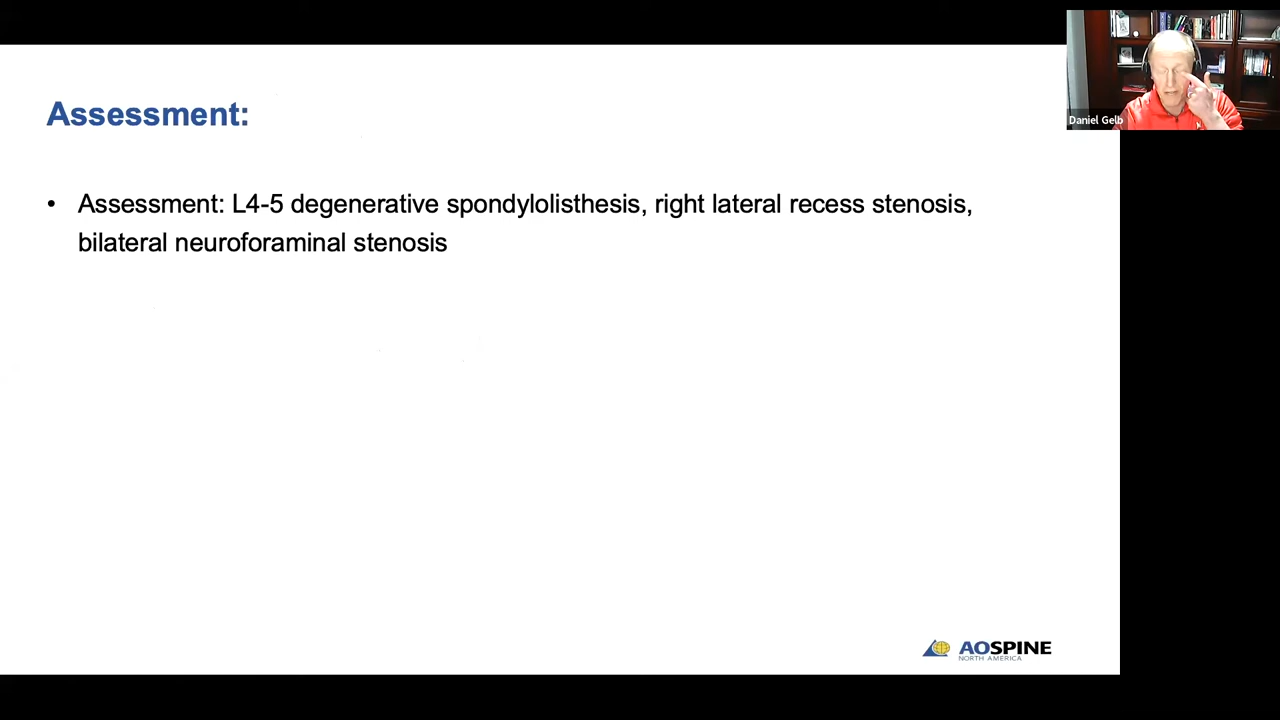 Assessment:
• Assessment: L4-5 degenerative spondylolisthesis, right lateral recess stenosis,
bilateral neuroforaminal stenosis
Daniel Gelb
AOSPINE
NORTH AMERICA